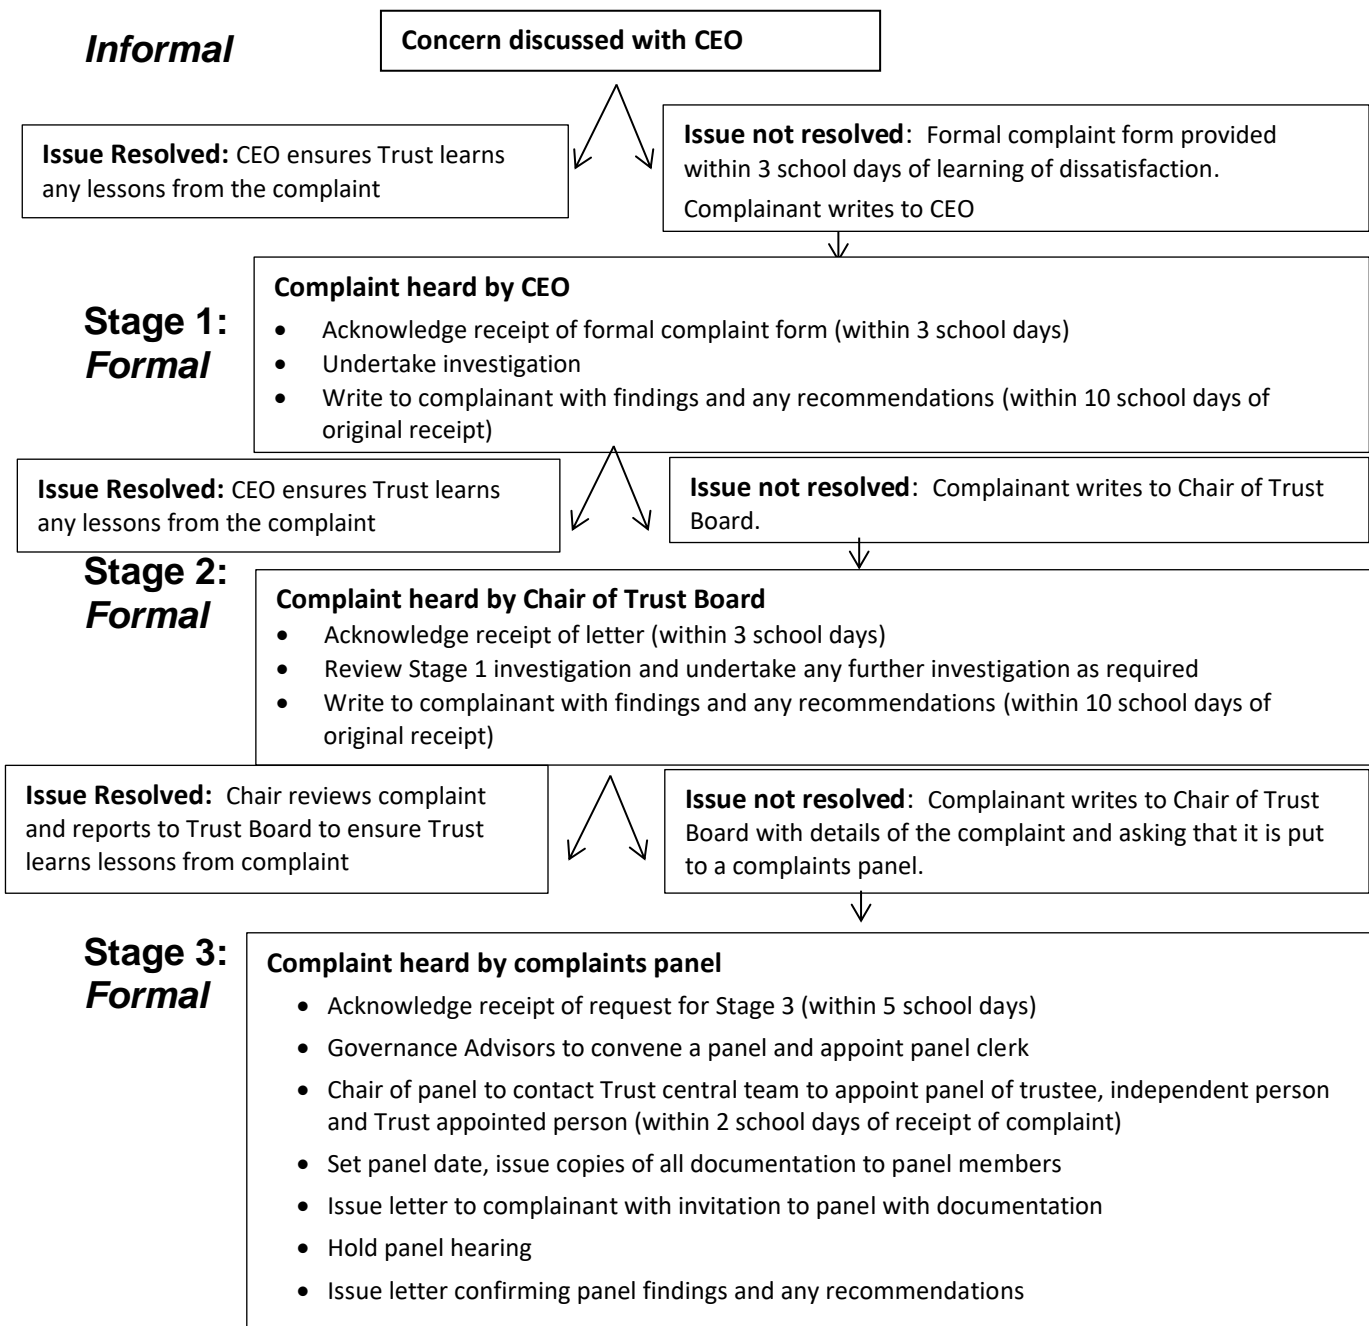 Informal
Concern discussed with CEO
Issue Resolved: CEO ensures Trust learns
any lessons from the complaint
Issue not resolved:  Formal complaint form provided
within 3 school days of learning of dissatisfaction.
Complainant writes to CEO
Stage 1:
Formal
Complaint heard by CEO
• Acknowledge receipt of formal complaint form (within 3 school days)
• Undertake investigation
• Write to complainant with findings and any recommendations (within 10 school days of
original receipt)
Issue Resolved: CEO ensures Trust learns
any lessons from the complaint
Issue not resolved:  Complainant writes to Chair of Trust
Board.
Stage 2:
Formal
Complaint heard by Chair of Trust Board
• Acknowledge receipt of letter (within 3 school days)
• Review Stage 1 investigation and undertake any further investigation as required
• Write to complainant with findings and any recommendations (within 10 school days of
original receipt)
Issue Resolved:  Chair reviews complaint
and reports to Trust Board to ensure Trust
learns lessons from complaint
Issue not resolved:  Complainant writes to Chair of Trust
Board with details of the complaint and asking that it is put
to a complaints panel.
Stage 3:
Formal
Complaint heard by complaints panel
• Acknowledge receipt of request for Stage 3 (within 5 school days)
• Governance Advisors to convene a panel and appoint panel clerk
• Chair of panel to contact Trust central team to appoint panel of trustee, independent person
and Trust appointed person (within 2 school days of receipt of complaint)
• Set panel date, issue copies of all documentation to panel members
• Issue letter to complainant with invitation to panel with documentation
• Hold panel hearing
• Issue letter confirming panel findings and any recommendations